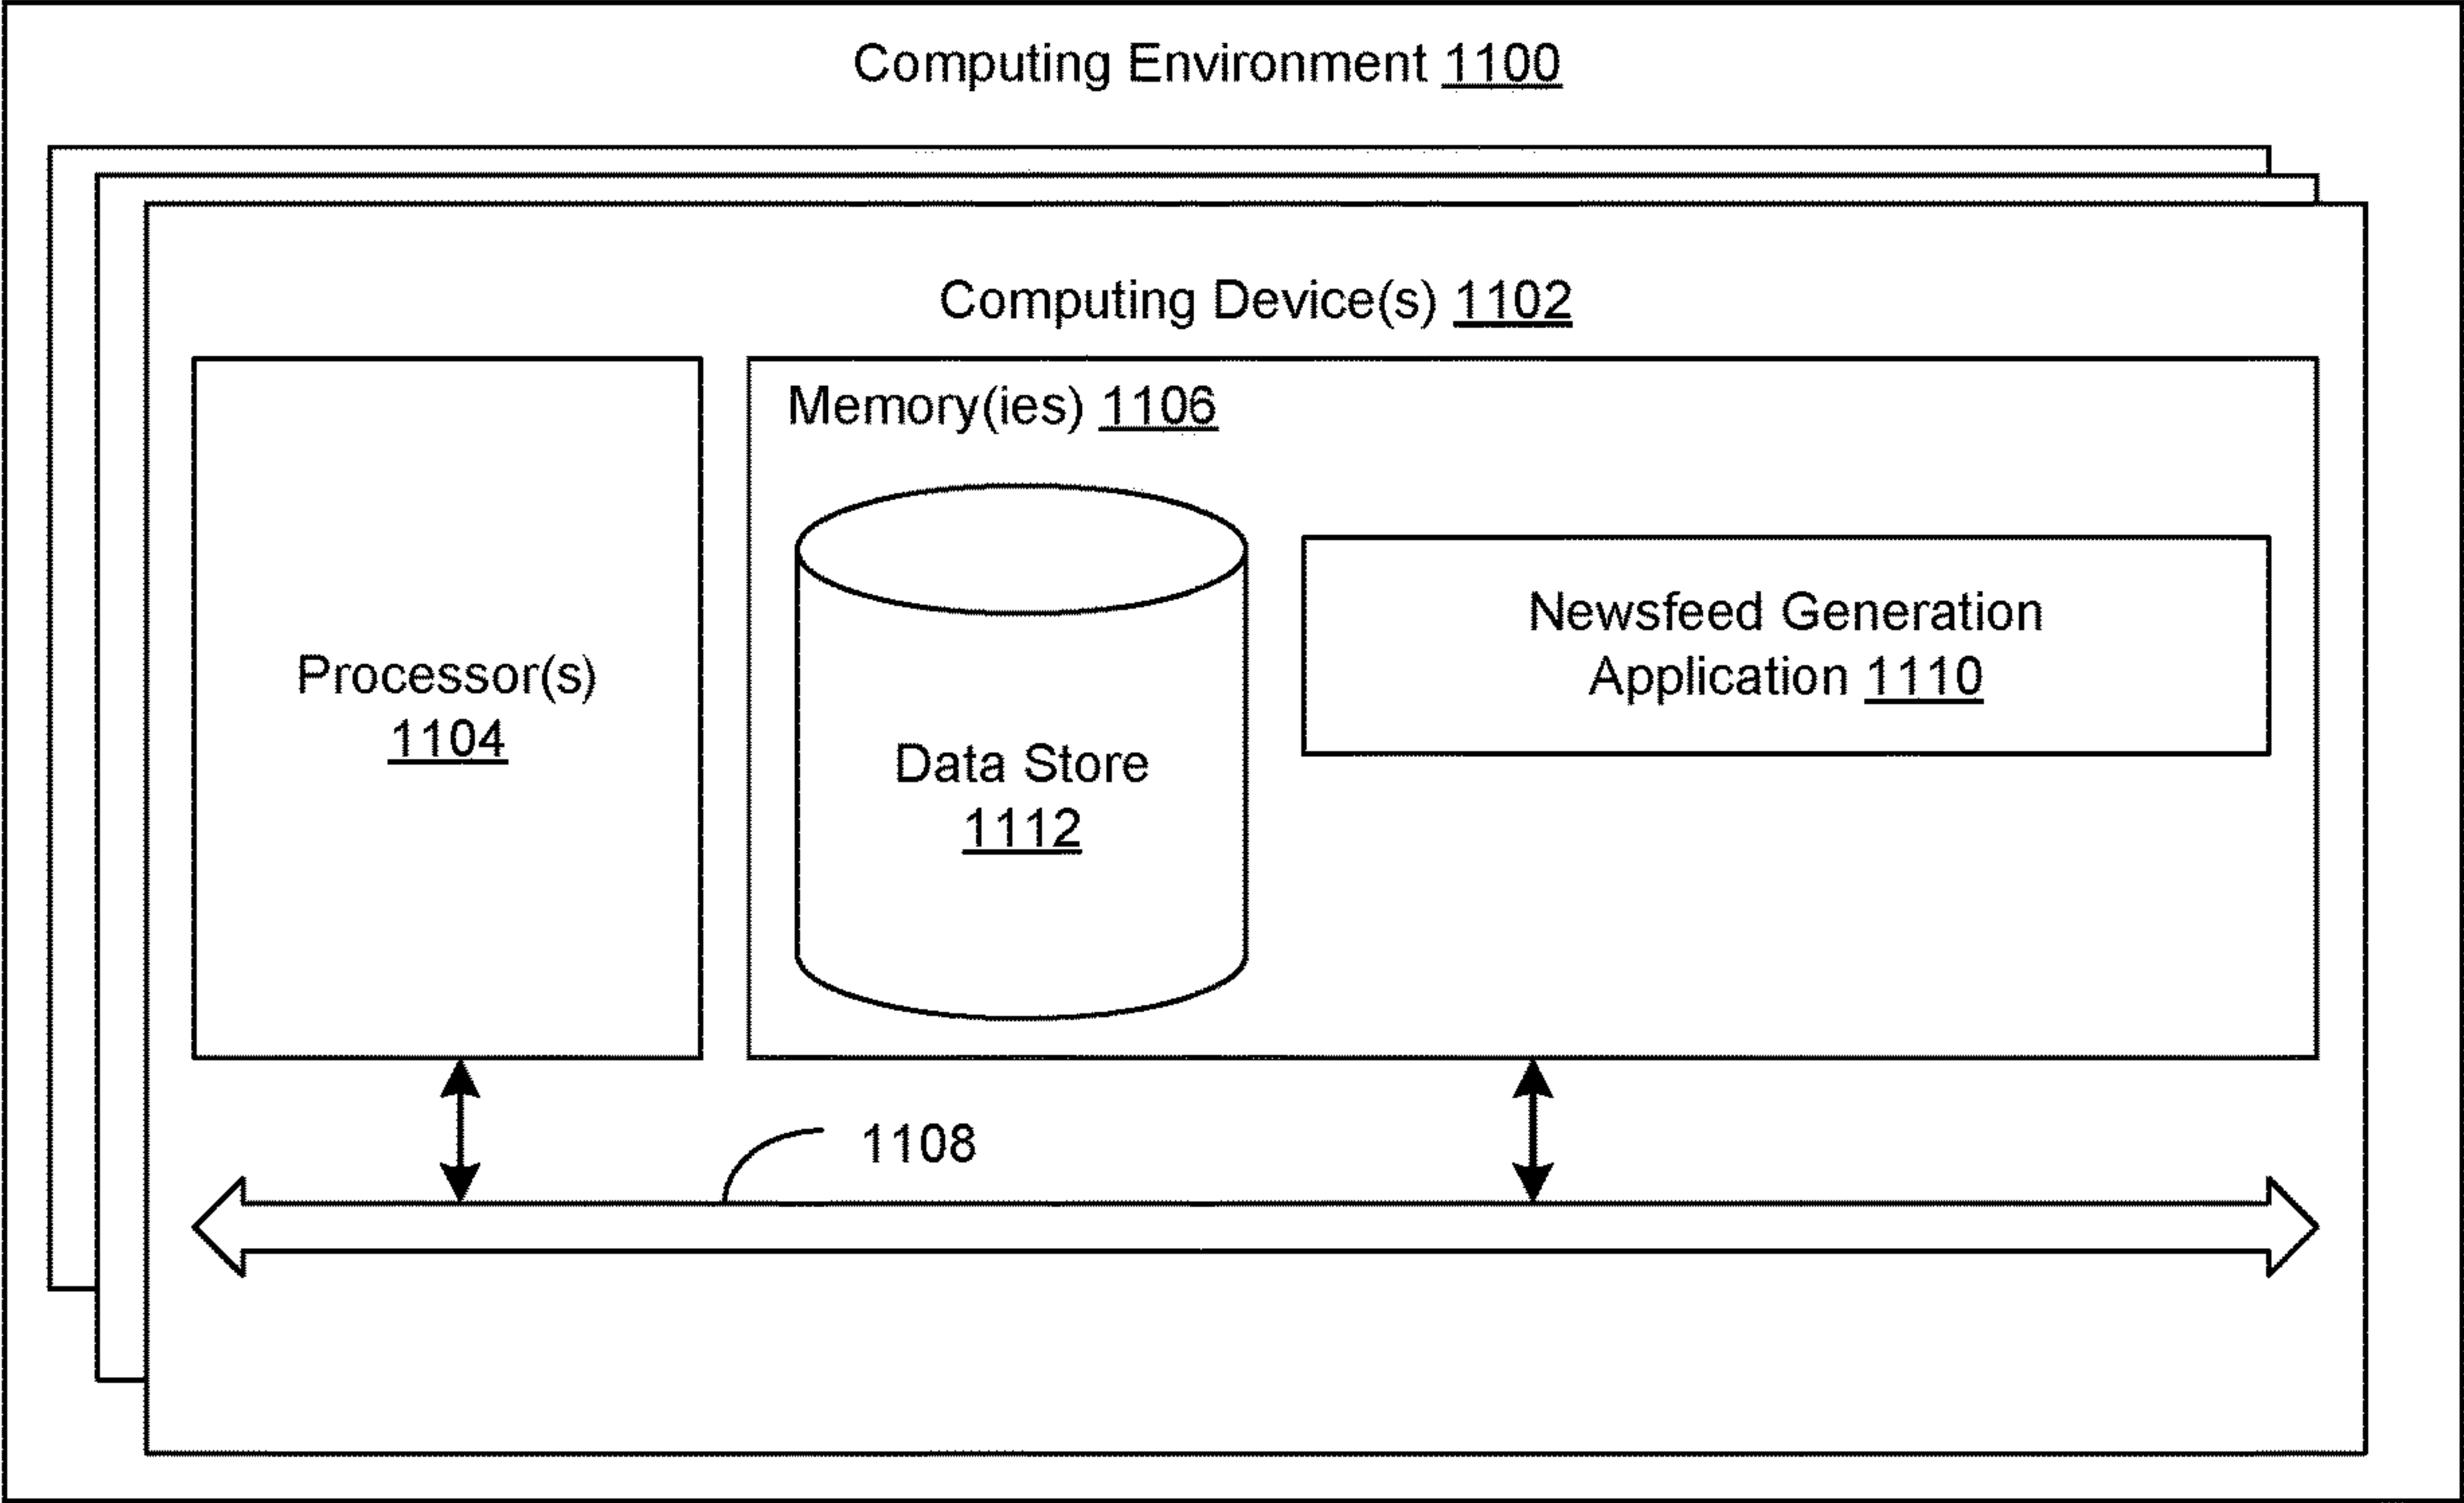 Computing Environment 1100
Computing Device(s) 1102
Processor(s)
1104
Memory(ies) 1106
Data Store
1112
Newsfeed Generation
Application 1110
1108